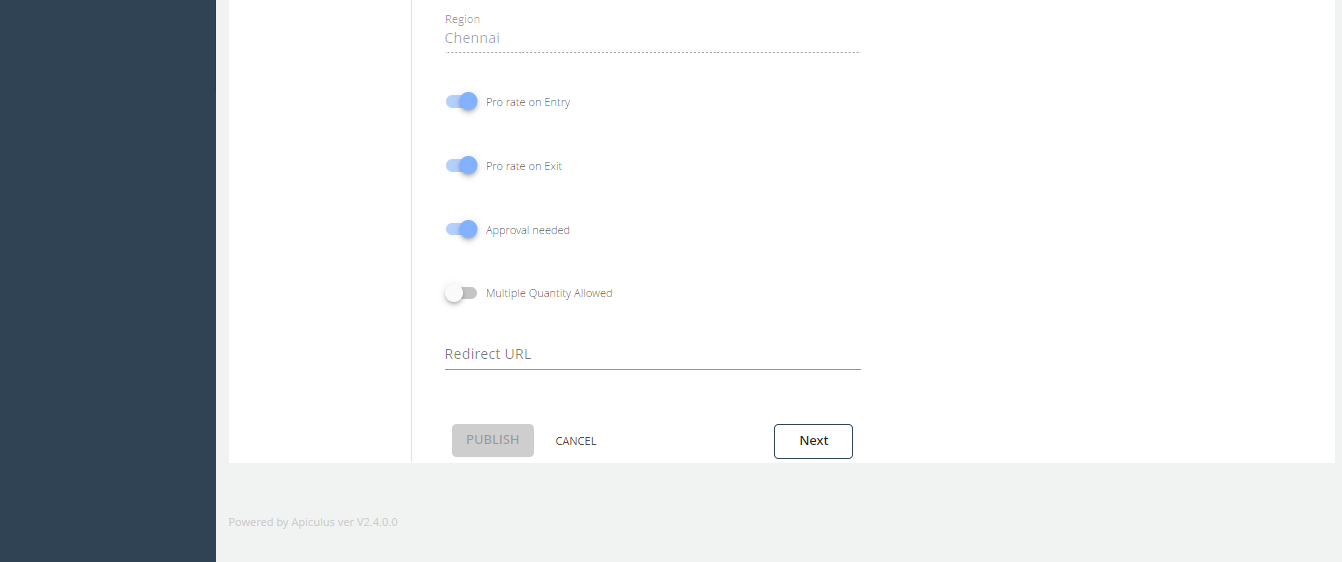 Region
Chennai
Pro rate on Entry
Pro rate on Exit
Approval needed
Multiple Quantity Allowed
Redirect URL
PUBLISH CANCEL Next
Powered by Apiculus ver V2.4.0.0